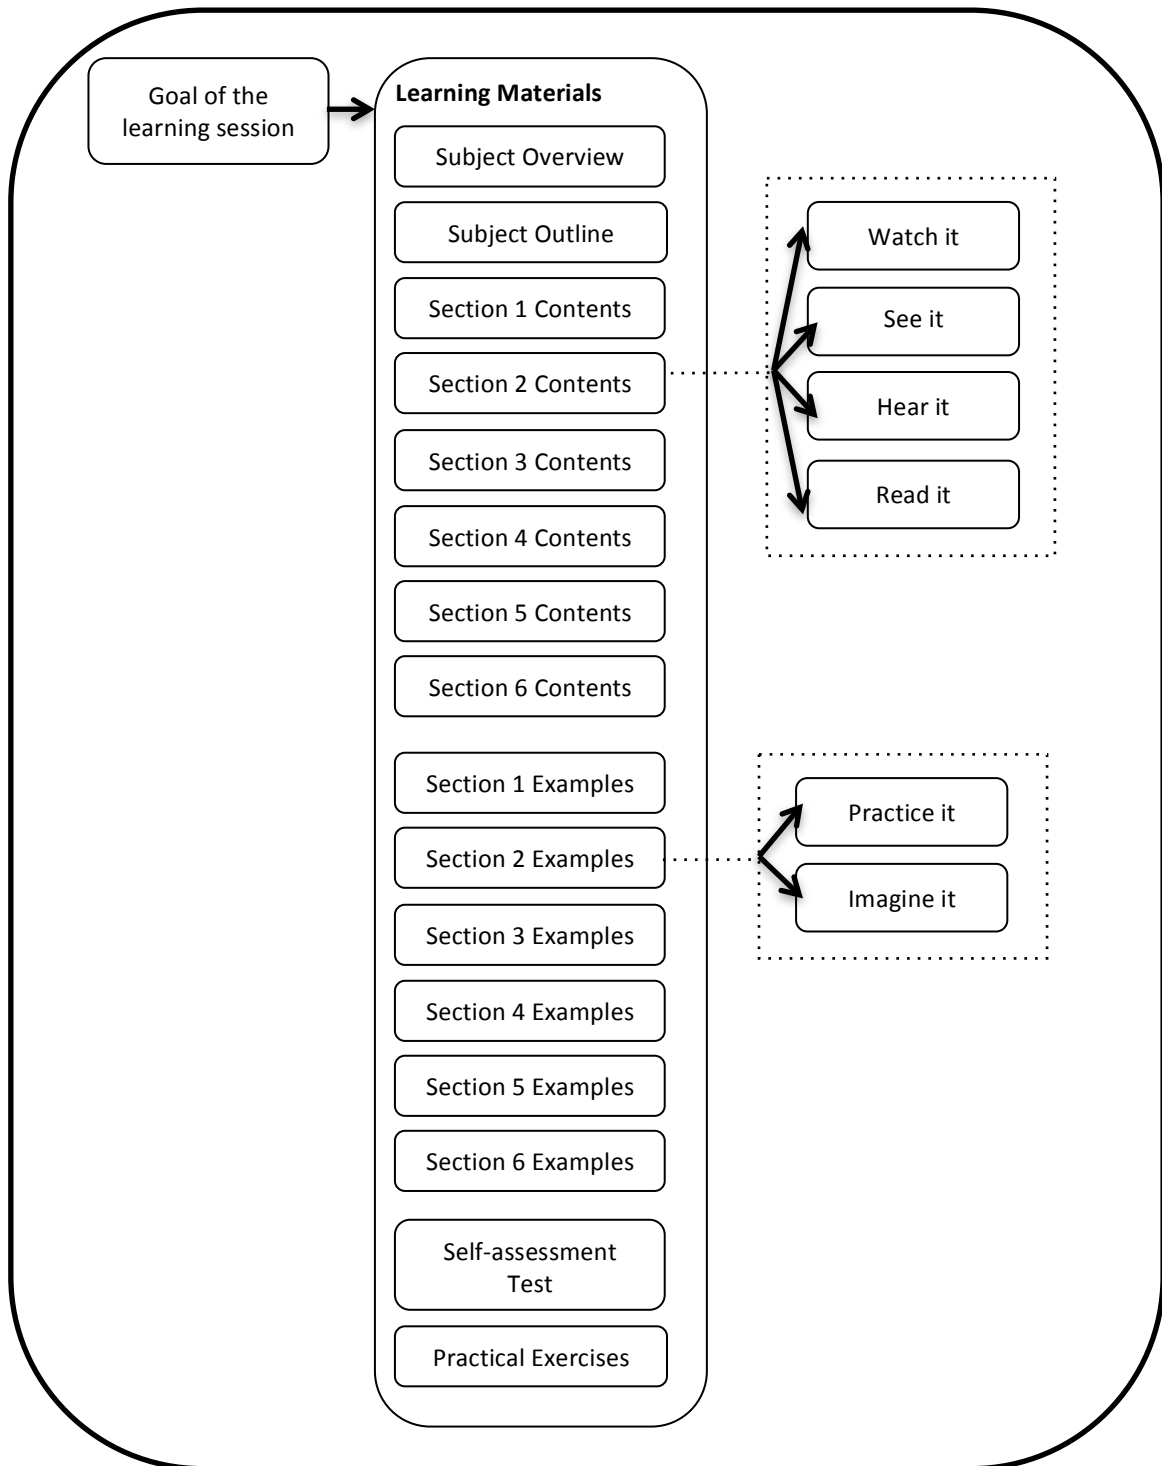 Goal of the
learning session
Learning Materials
Subject Overview
Subject Outline
Section 1 Contents
Section 2 Contents
Section 3 Contents
Section 4 Contents
Section 5 Contents
Section 6 Contents
Section 1 Examples
Section 2 Examples
Section 3 Examples
Section 4 Examples
Section 5 Examples
Section 6 Examples
Self-assessment
Test
Practical Exercises
Watch it
See it
Hear it
Read it
Practice it
Imagine it